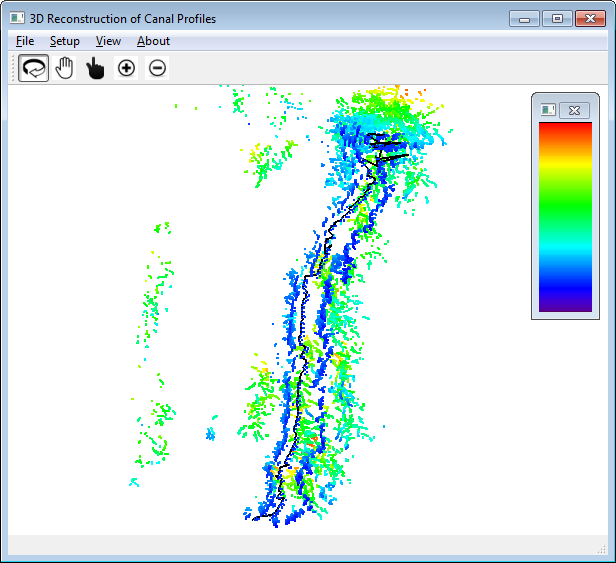 3D Reconstruction of Canal Profiles
File Setup View About